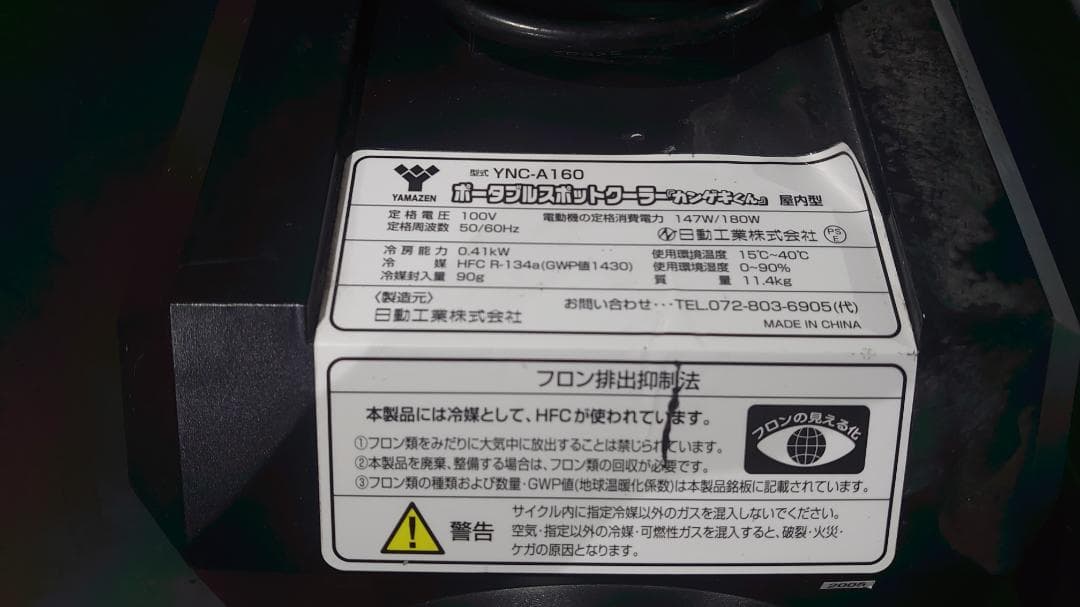 YAMAZEN
型式 YNC-A160
ポータブルスポットクーラー『カンゲキくん』 屋内型
定格電圧 100V 電動機の定格消費電力 147W/180W
定格周波数 50/60Hz
日動工業株式会社 PSE
冷房能力 0.41kW 使用環境温度 15℃~40℃
冷媒 HFC R-134a(GWP値1430) 使用環境湿度 0~90%
冷媒封入量 90g 質量 11.4kg
〈製造元〉
日動工業株式会社
お問い合わせ・・・TEL.072-803-6905(代)
MADE IN CHINA
フロン排出抑制法
本製品には冷媒として、HFCが使われています。
①フロン類をみだりに大気中に放出することは禁じられています。
②本製品を廃棄、整備する場合は、フロン類の回収が必要です。
③フロン類の種類および数量・GWP値(地球温暖化係数)は本製品銘板に記載されています。
フロンの見える化
警告
サイクル内に指定冷媒以外のガスを混入しないでください。
空気・指定以外の冷媒・可燃性ガスを混入すると、破裂・火災・
ケガの原因となります。
2005